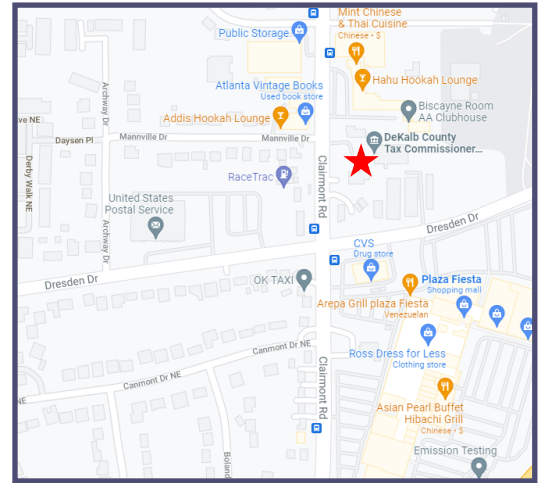 Mint Chinese
& Thai Cuisine
Chinese • $
Public Storage
Hahu Hookah Lounge
Atlanta Vintage Books
Used book store
Archway Dr
Biscayne Room
AA Clubhouse
ve NE
Addis Hookah Lounge
Daysen Pl
Mannville Dr
Mannville Dr
DeKalb County
Tax Commissioner...
Derby Walk NE
RaceTrac
Clairmont Rd
United States
Postal Service
Archway Dr
Dresden Dr
CVS
Drug store
Dresden Dr
OK TAXI
Plaza Fiesta
Shopping mall
Arepa Grill plaza Fiesta
Venezuelan
Canmont Dr NE
Ross Dress for Less
Clothing store
Canmont Dr NE
Clairmont Rd
Asian Pearl Buffet
Hibachi Grill
Chinese • $
Boland
Emission Testing